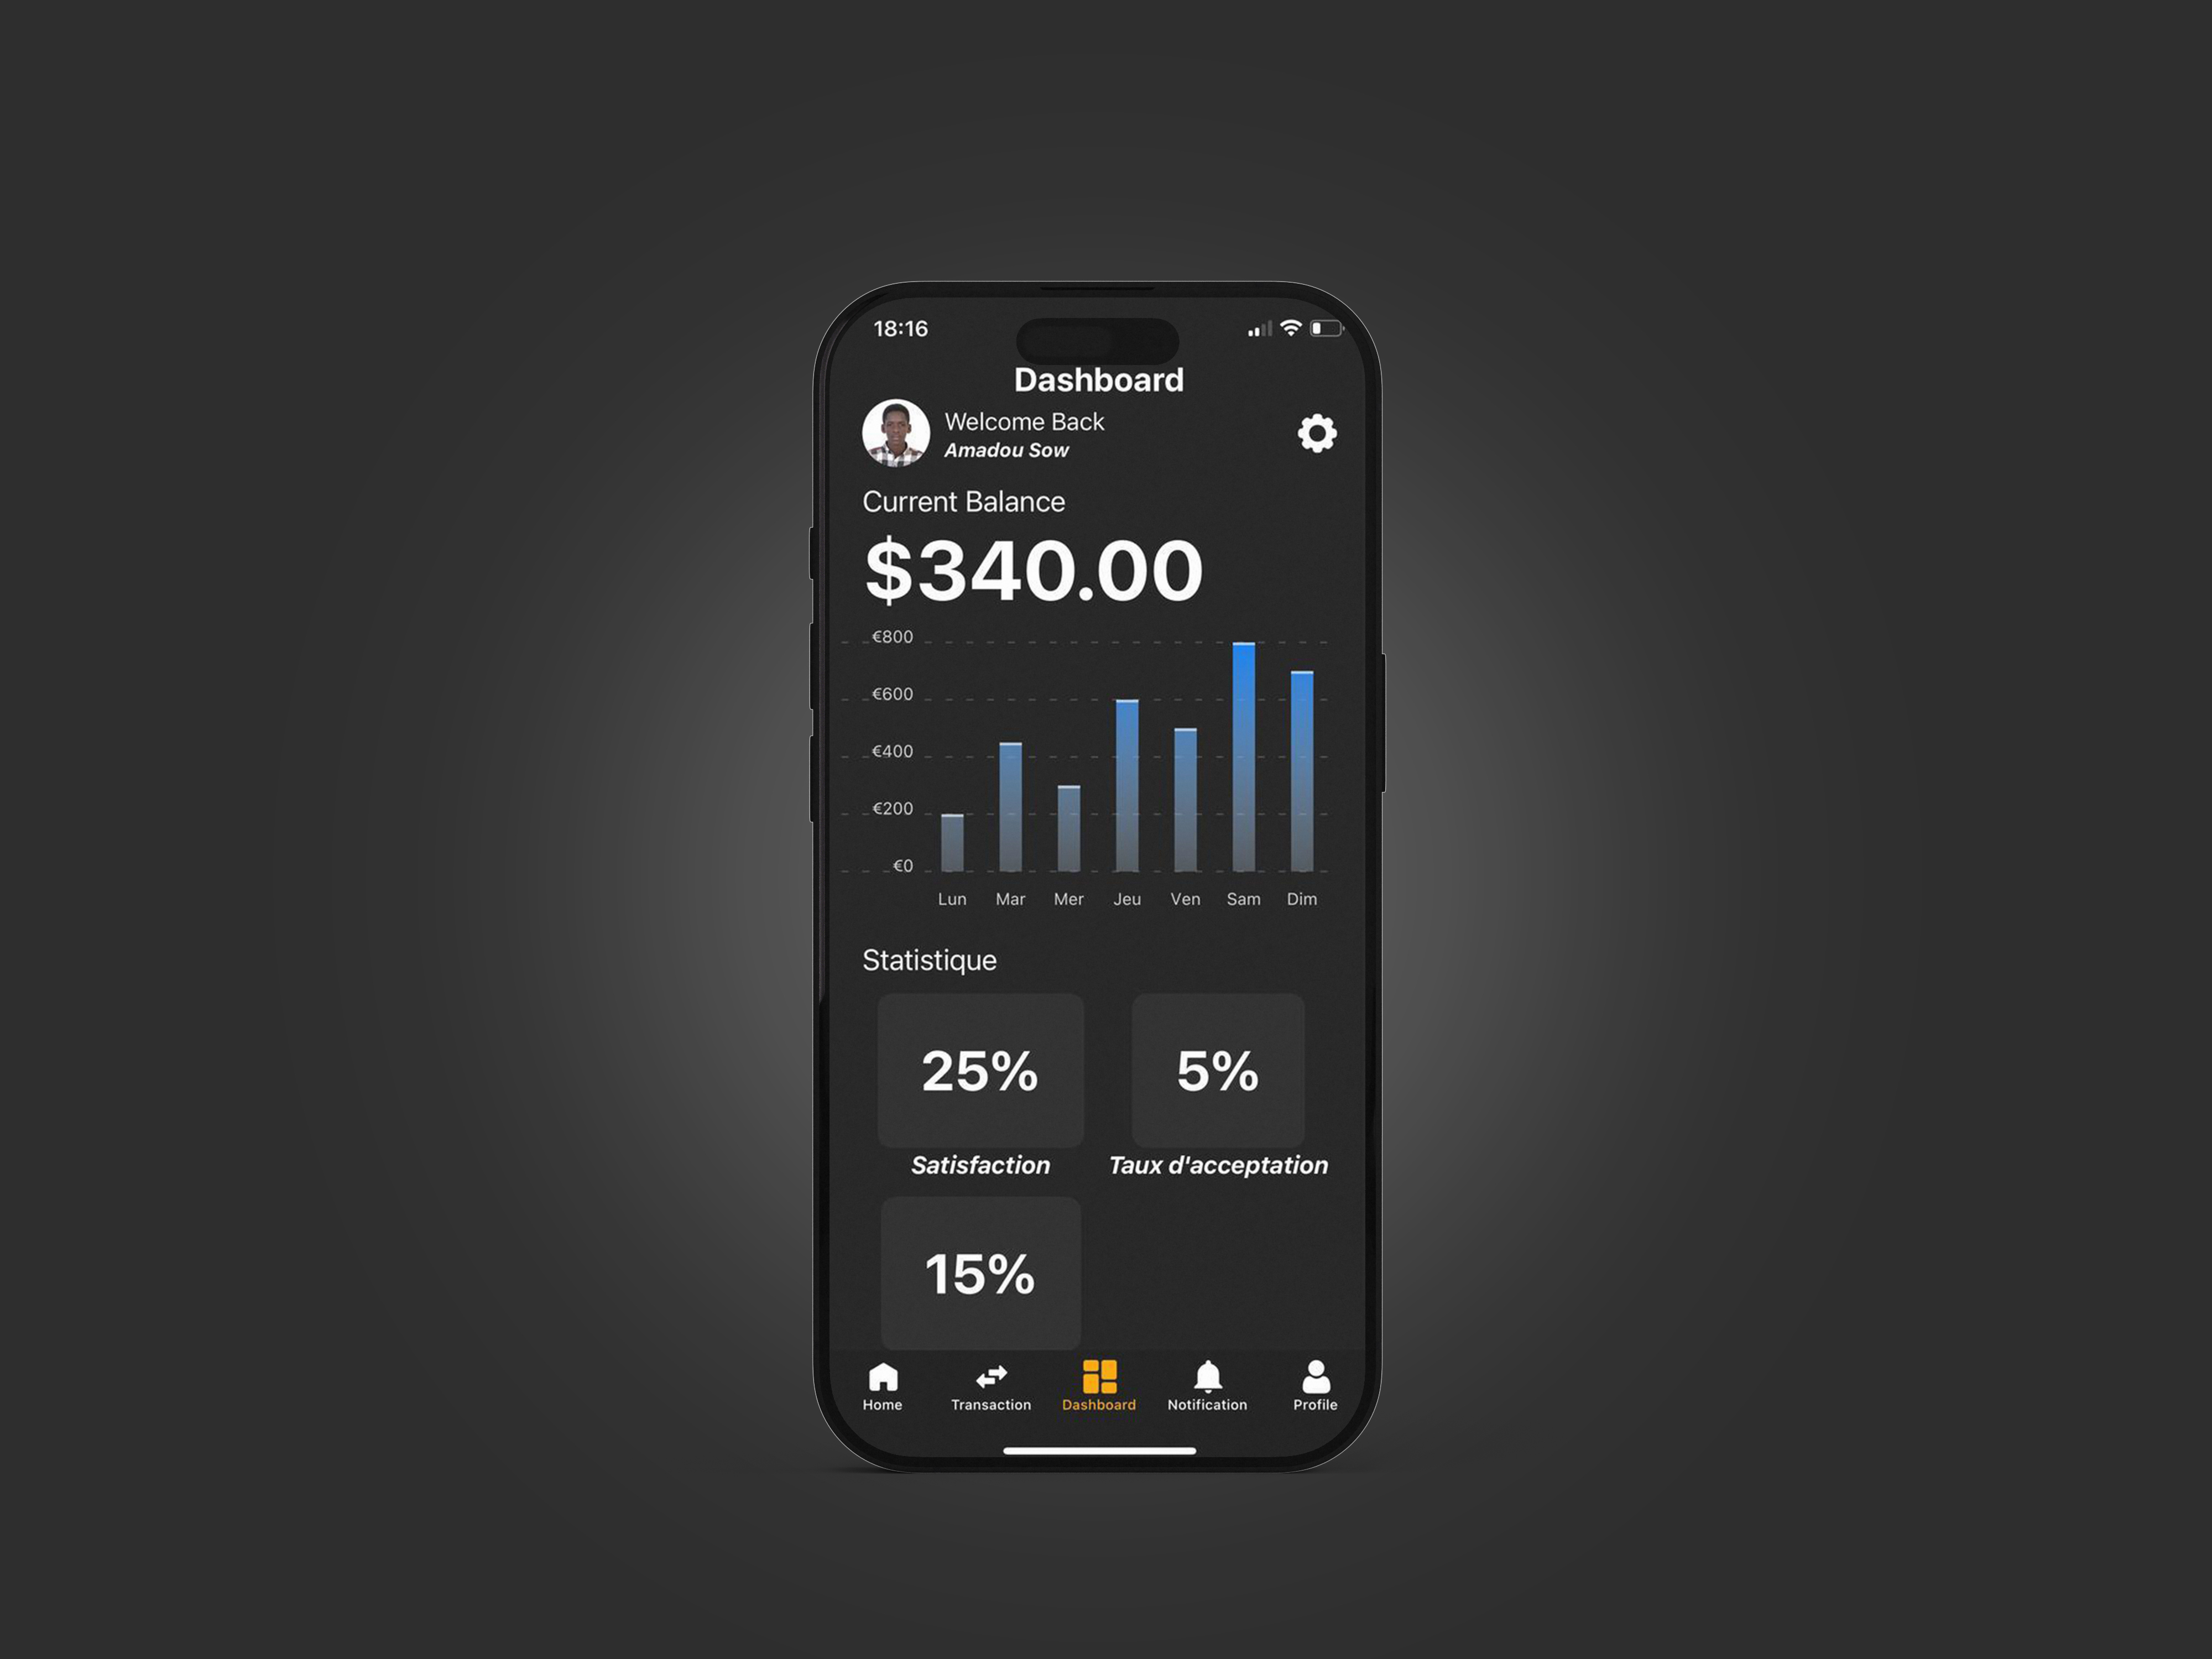 18:16
Dashboard
Welcome Back
Amadou Sow
Current Balance
$340.00
€800
€600
€400
€200
€0
Lun Mar Mer Jeu Ven Sam Dim
Statistique
25% 5%
Satisfaction Taux d'acceptation
15%
Home Transaction Dashboard Notification Profile